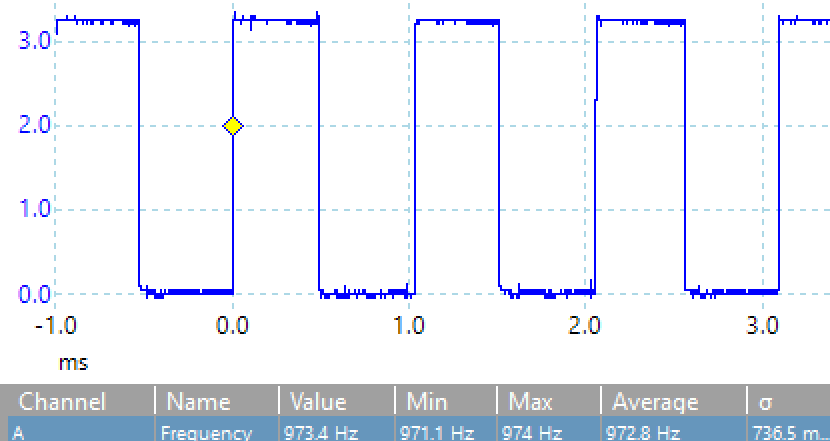 3.0
2.0
1.0
0.0
-1.0 0.0 1.0 2.0 3.0
ms
Channel Name Value Min Max Average σ
A Frequency 973.4 Hz 971.1 Hz 974 Hz 972.8 Hz 736.5 m...